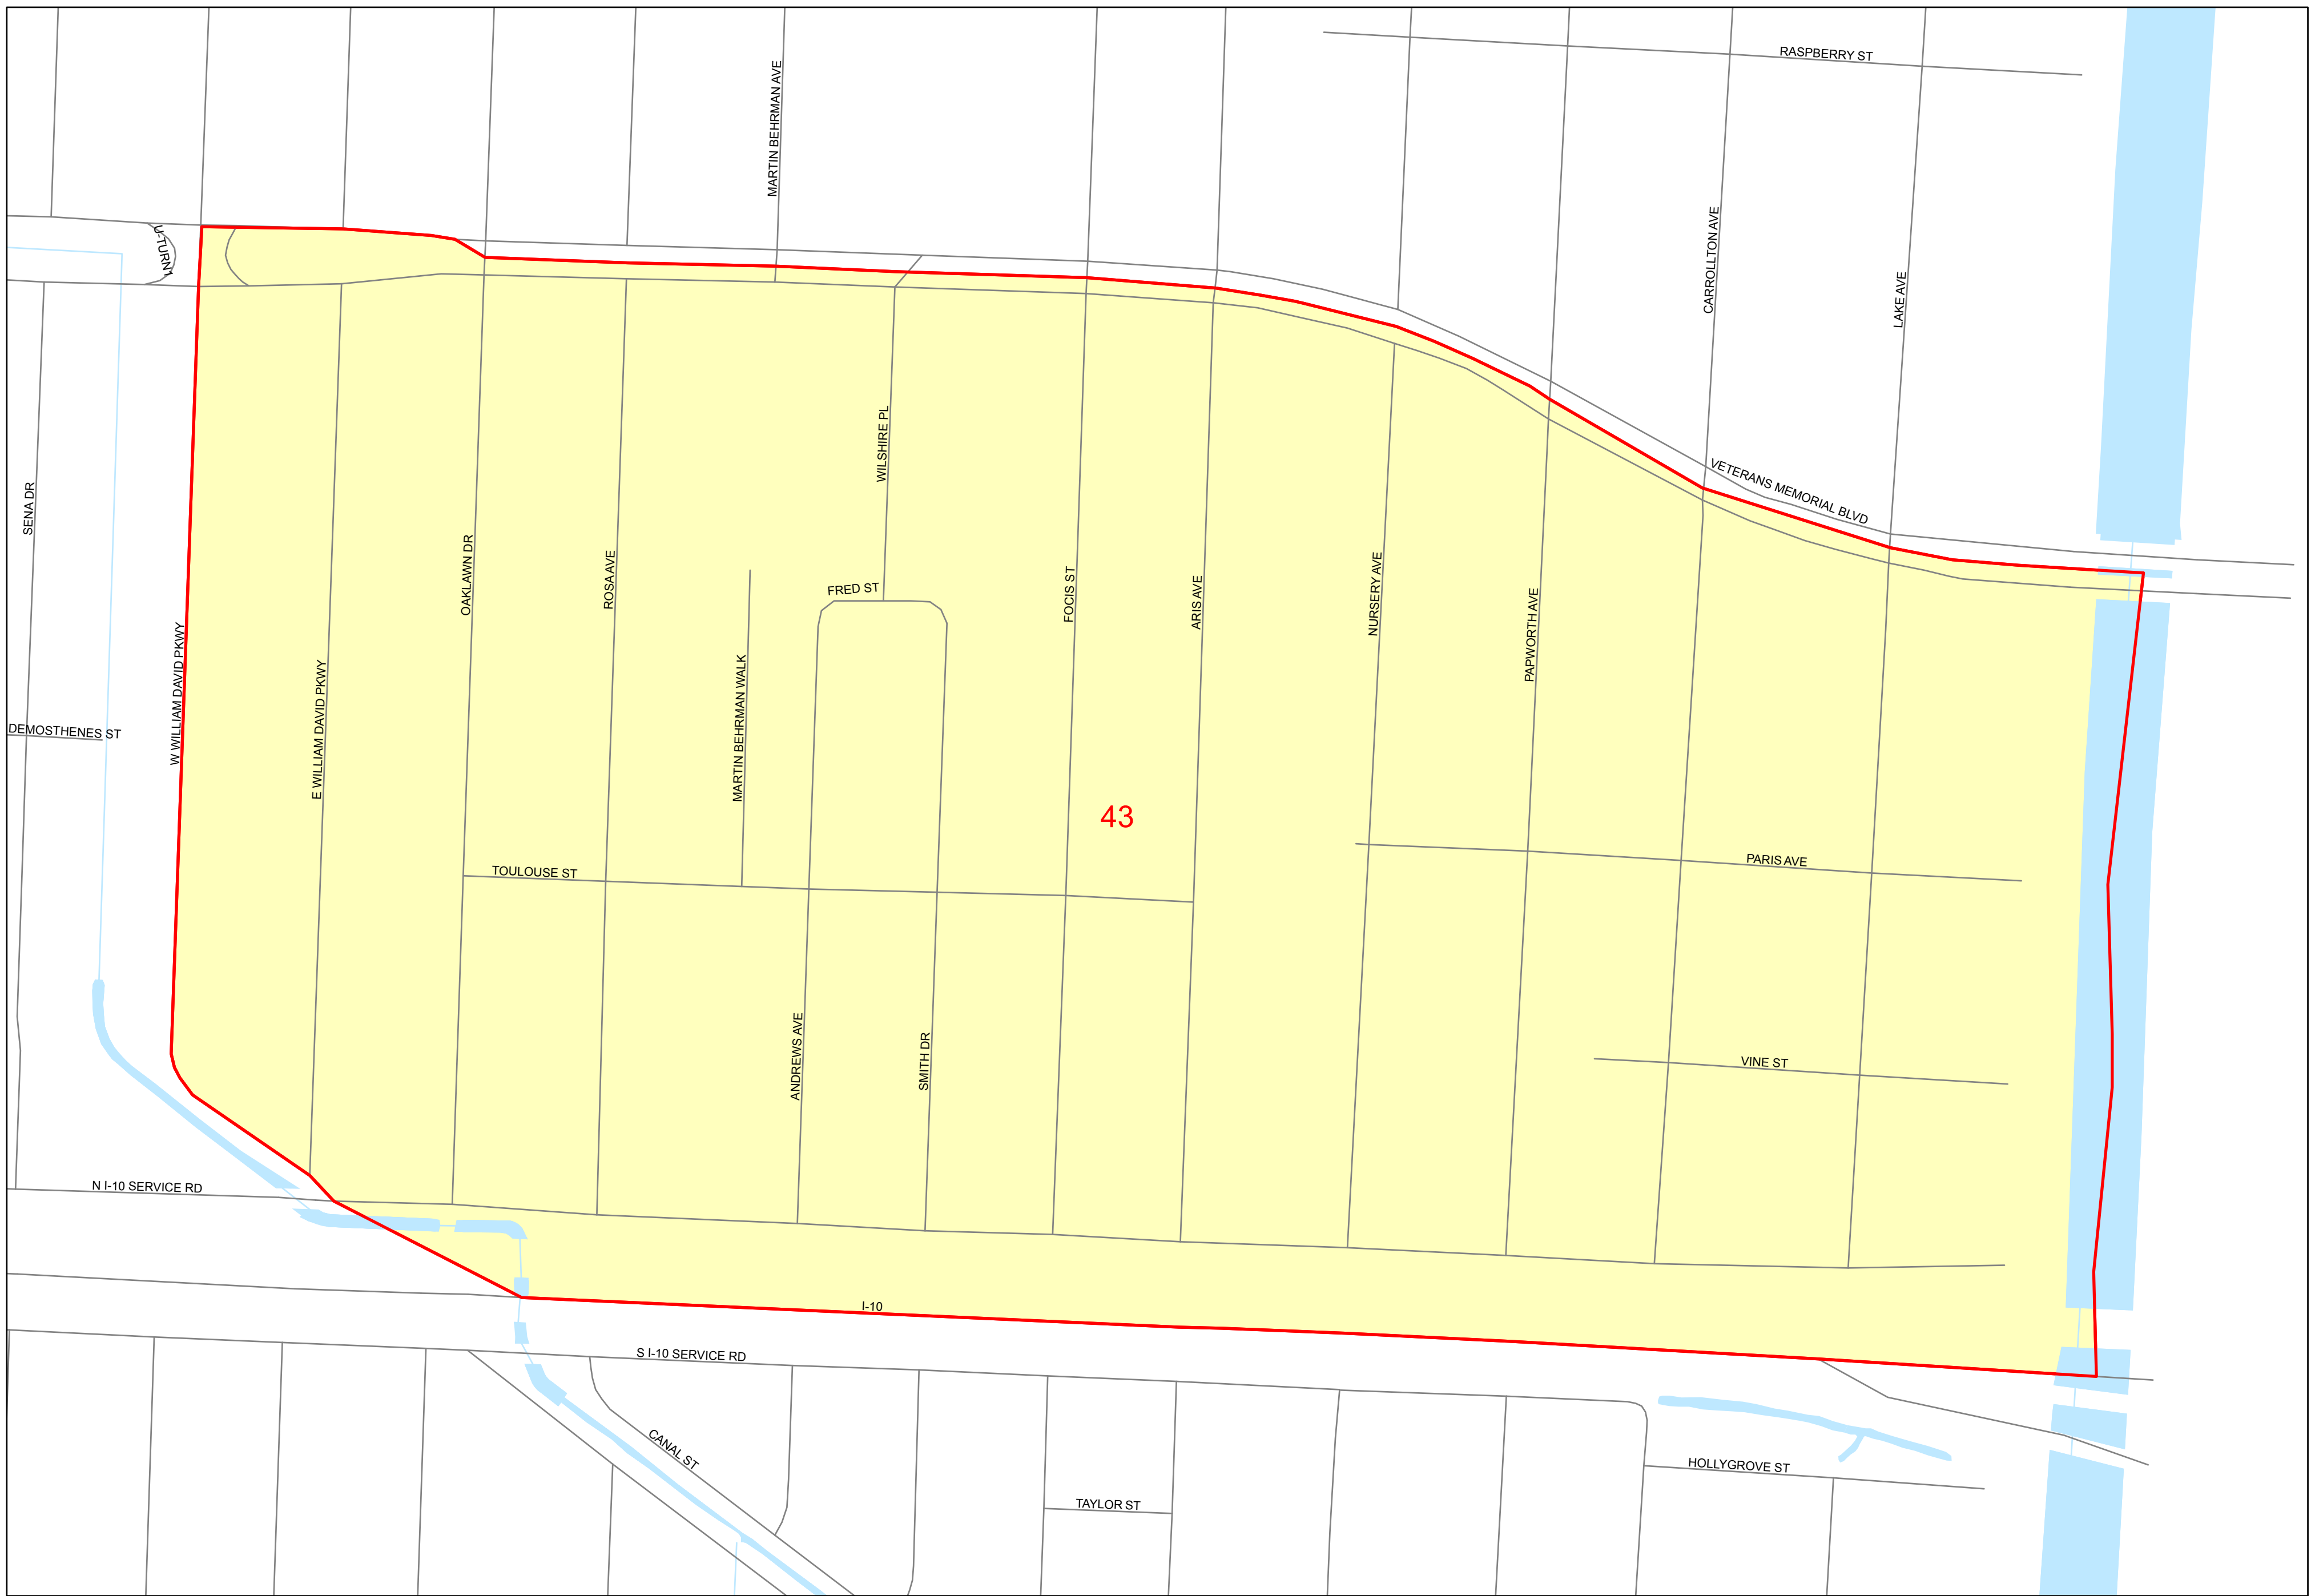 RASPBERRY ST
MARTIN BEHRMAN AVE
U-TURN1
CARROLLTON AVE
LAKE AVE
VETERANS MEMORIAL BLVD
SENA DR
WILSHIRE PL
OAKLAWN DR
ROSA AVE
FRED ST
FOCIS ST
ARIS AVE
NURSERY AVE
PAPWORTH AVE
W WILLIAM DAVID PKWY
E WILLIAM DAVID PKWY
MARTIN BEHRMAN WALK
DEMOSTHENES ST
43
TOULOUSE ST
PARIS AVE
ANDREWS AVE
SMITH DR
VINE ST
N I-10 SERVICE RD
I-10
S I-10 SERVICE RD
CANAL ST
HOLLYGROVE ST
TAYLOR ST